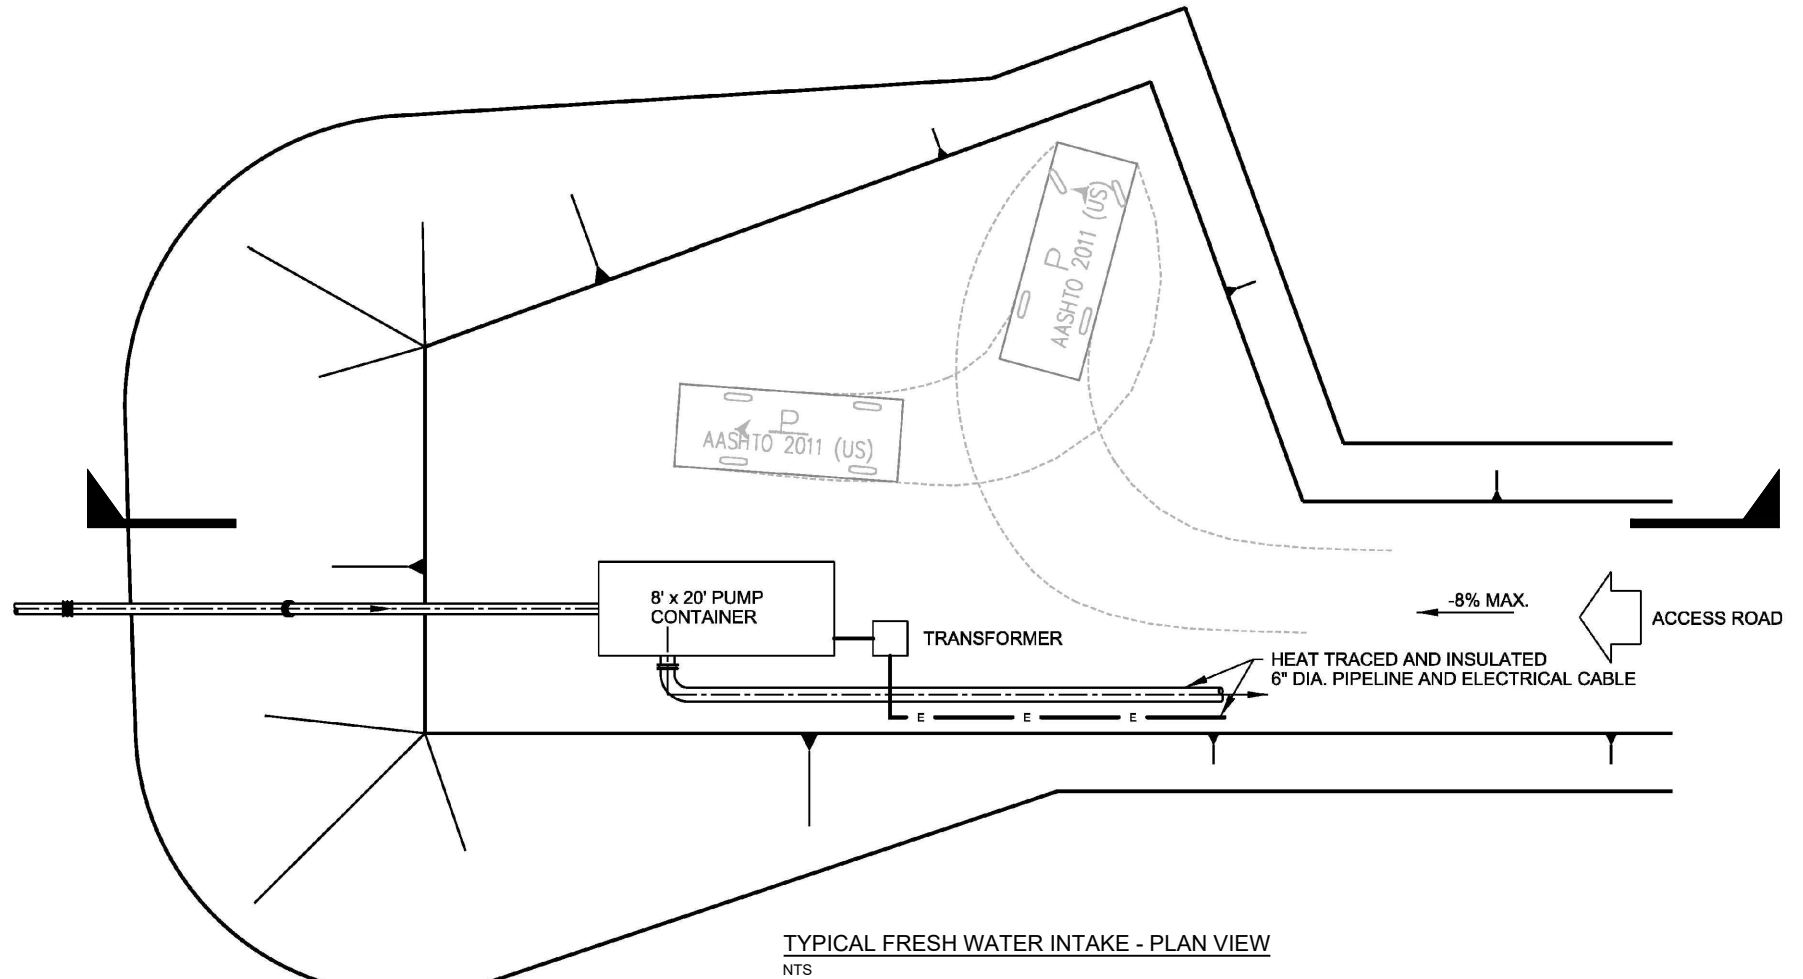 P
AASHTO 2011 (US)
P
AASHTO 2011 (US)
8' x 20' PUMP
CONTAINER
TRANSFORMER
-8% MAX.
ACCESS ROAD
HEAT TRACED AND INSULATED
6" DIA. PIPELINE AND ELECTRICAL CABLE
E E E
TYPICAL FRESH WATER INTAKE - PLAN VIEW
NTS